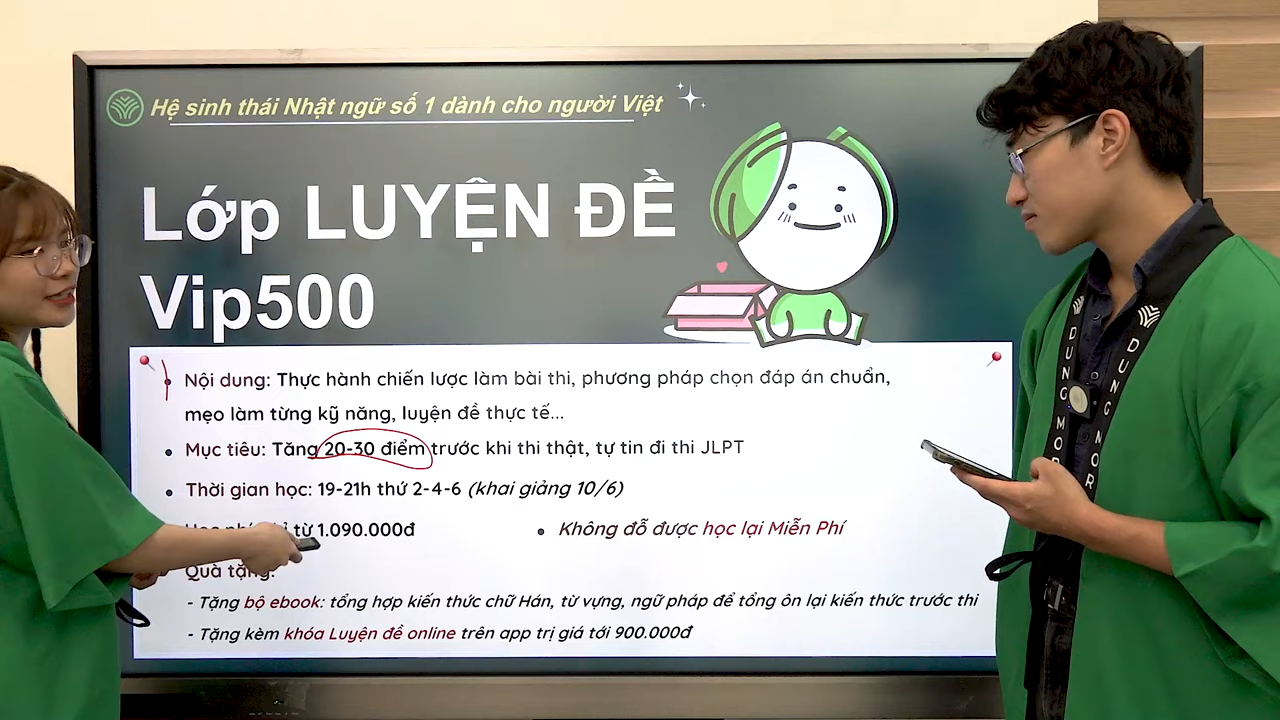 Hệ sinh thái Nhật ngữ số 1 dành cho người Việt
Lớp LUYỆN ĐỀ
Vip500
Nội dung: Thực hành chiến lược làm bài thi, phương pháp chọn đáp án chuẩn,
mẹo làm từng kỹ năng, luyện đề thực tế...
Mục tiêu: Tăng 20-30 điểm trước khi thi thật, tự tin đi thi JLPT
Thời gian học: 19-21h thứ 2-4-6 (khai giảng 10/6)
từ 1.090.000đ
Không đỗ được học lại Miễn Phí
Quà tặng:
- Tặng bộ ebook: tổng hợp kiến thức chữ Hán, từ vựng, ngữ pháp để tổng ôn lại kiến thức trước thi
- Tặng kèm khóa Luyện đề online trên app trị giá tới 900.000đ
DUNG MOR
DUNG MOR